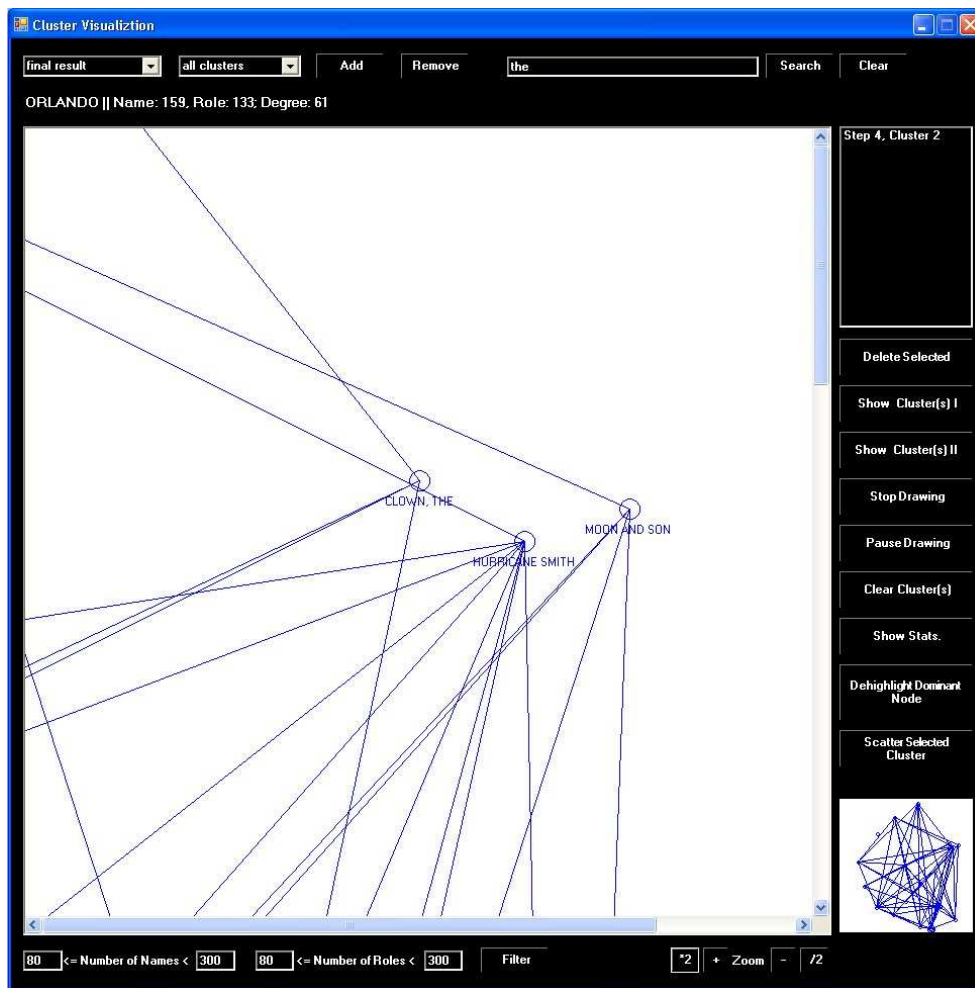 Cluster Visualiztion
final result all clusters Add Remove the Search Clear
ORLANDO || Name: 159, Role: 133; Degree: 61
Step 4, Cluster 2
Delete Selected
Show Cluster(s) I
Show Cluster(s) II
CLOWN, THE
Stop Drawing
MOON AND SON
Pause Drawing
HURRICANE SMITH
Clear Cluster(s)
Show Stats.
Dehighlight Dominant
Node
Scatter Selected
Cluster
80 <= Number of Names < 300 80 <= Number of Roles < 300 Filter *2 + Zoom - /2